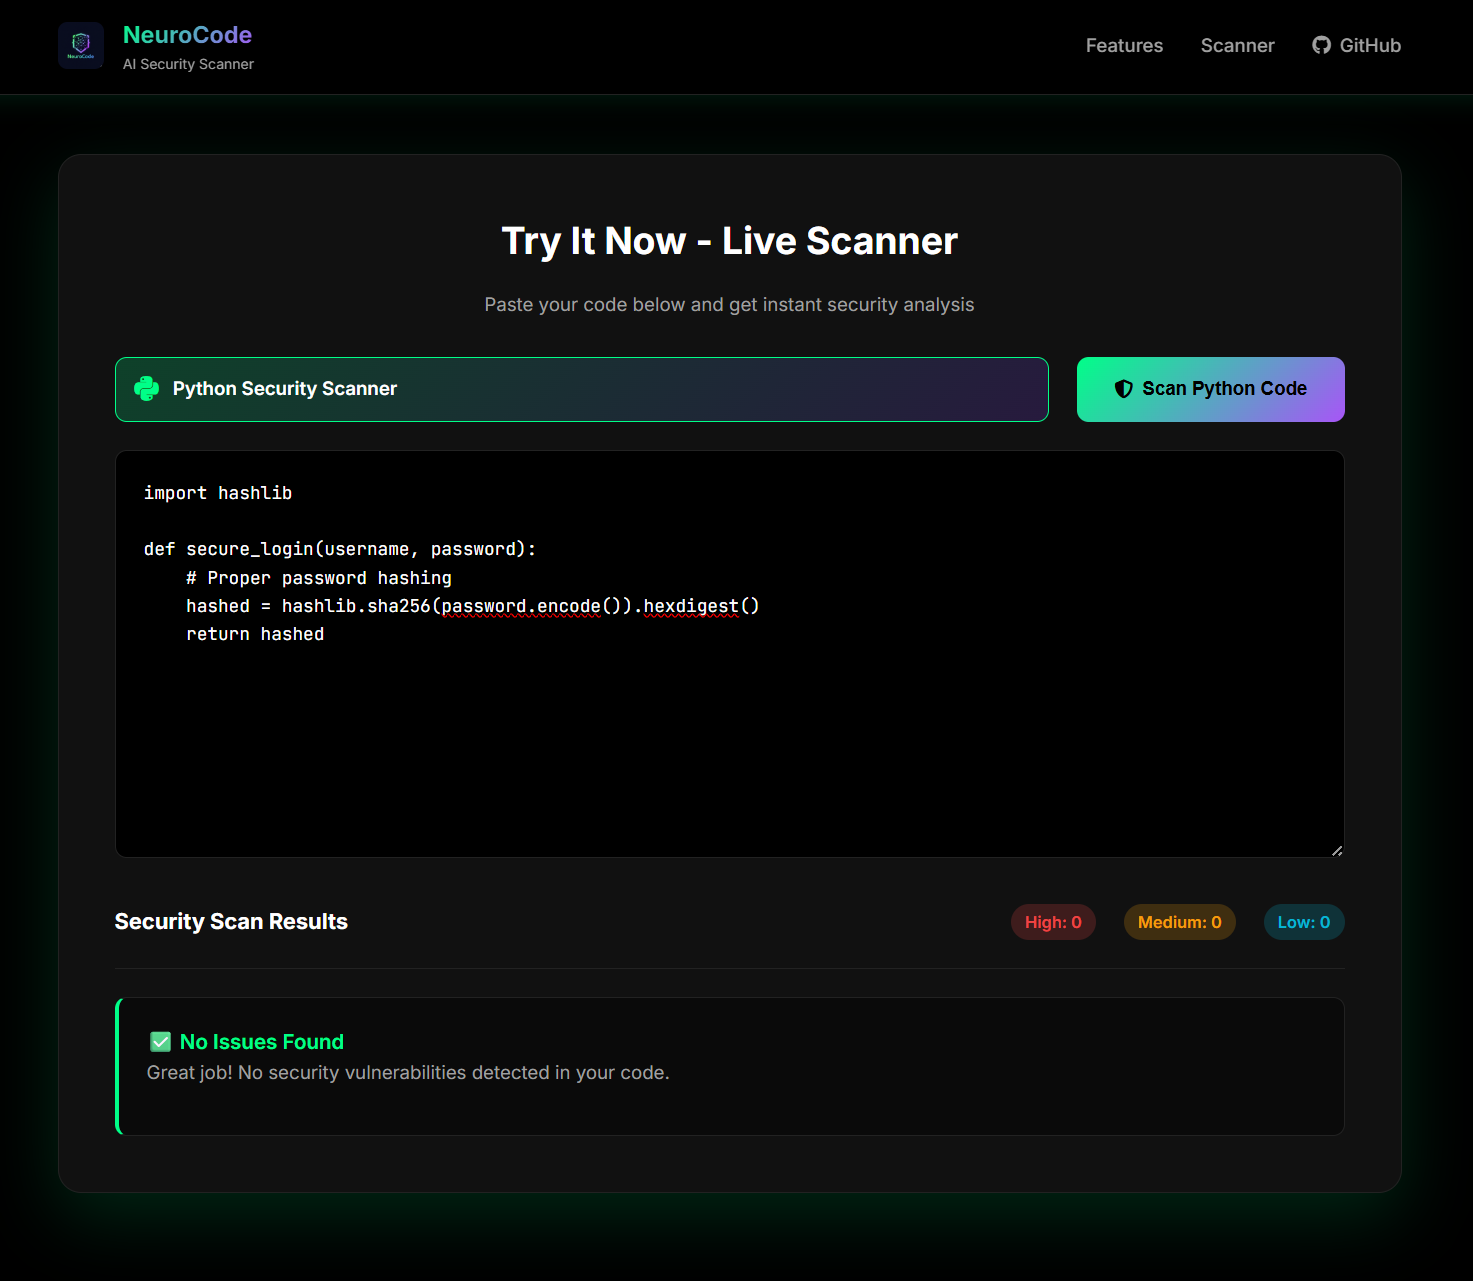 NeuroCode
NeuroCode
AI Security Scanner
Features
Scanner
GitHub
Try It Now - Live Scanner
Paste your code below and get instant security analysis
Python Security Scanner
Scan Python Code
import hashlib
def secure_login(username, password):
    # Proper password hashing
    hashed = hashlib.sha256(password.encode()).hexdigest()
    return hashed
Security Scan Results
High: 0
Medium: 0
Low: 0
✅ No Issues Found
Great job! No security vulnerabilities detected in your code.